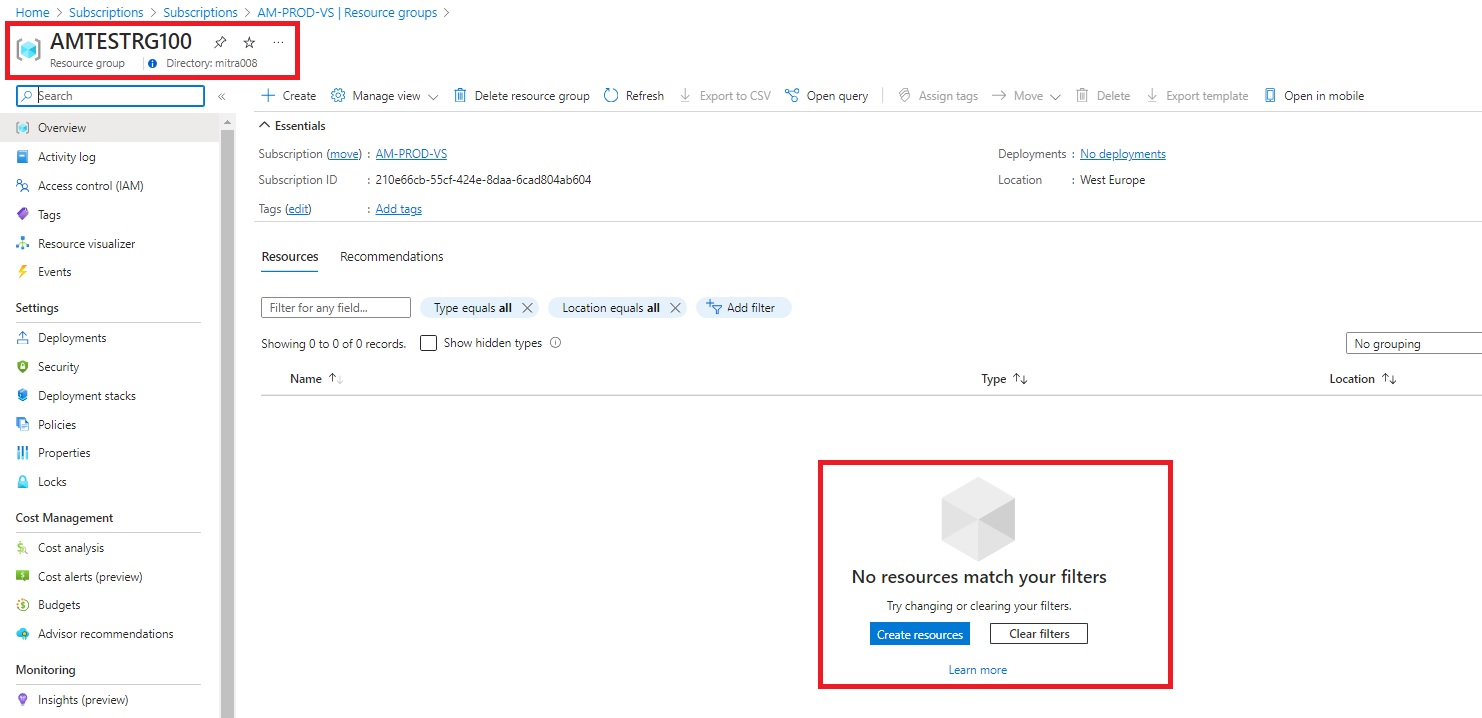 Home > Subscriptions > Subscriptions > AM-PROD-VS | Resource groups >
AMTESTRG100 ...
Resource group Directory: mitra008
Search «
Create Manage view Delete resource group Refresh Export to CSV Open query Assign tags Move Delete Export template Open in mobile
Overview
Activity log
Access control (IAM)
Tags
Resource visualizer
Events
Settings
Deployments
Security
Deployment stacks
Policies
Properties
Locks
Cost Management
Cost analysis
Cost alerts (preview)
Budgets
Advisor recommendations
Monitoring
Insights (preview)
Essentials
Subscription (move) : AM-PROD-VS
Subscription ID : 210e66cb-55cf-424e-8daa-6cad804ab604
Tags (edit) : Add tags
Deployments : No deployments
Location : West Europe
Resources Recommendations
Filter for any field... Type equals all Location equals all Add filter
Showing 0 to 0 of 0 records. Show hidden types No grouping
Name Type Location
No resources match your filters
Try changing or clearing your filters.
Create resources Clear filters
Learn more